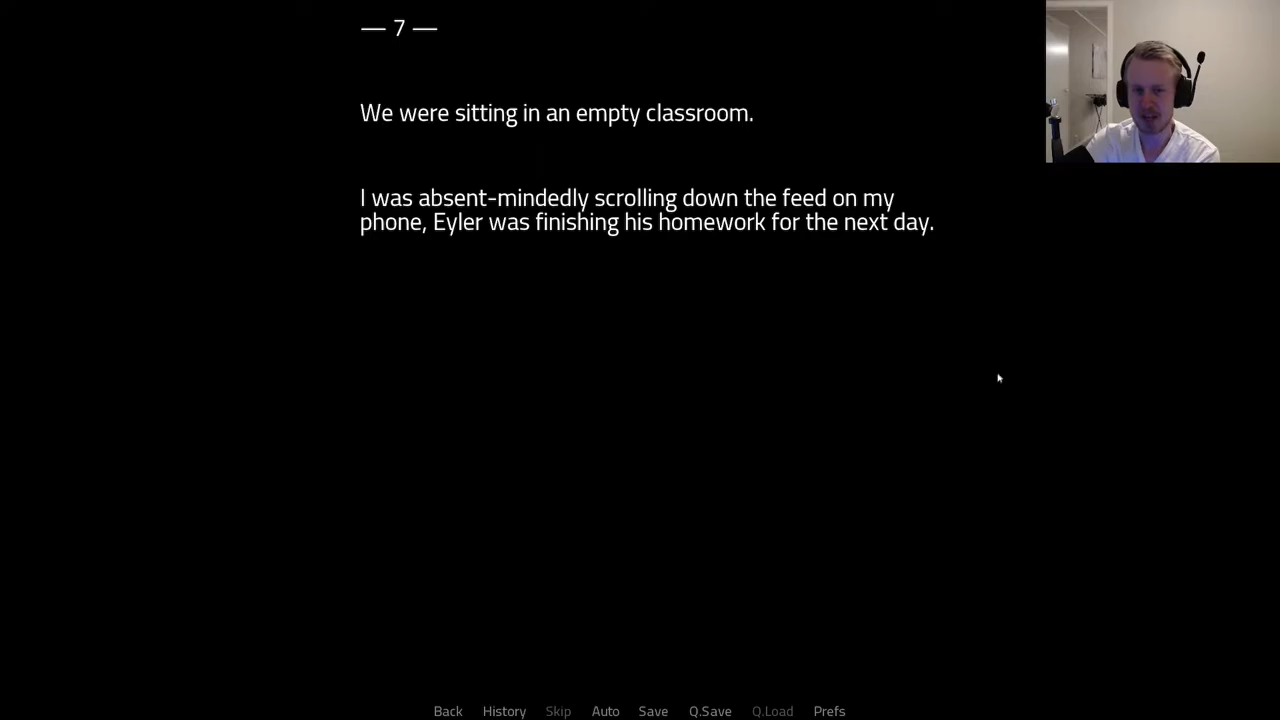 — 7 —
We were sitting in an empty classroom.
I was absent-mindedly scrolling down the feed on my
phone, Eyler was finishing his homework for the next day.
Back History Skip Auto Save Q.Save Q.Load Prefs